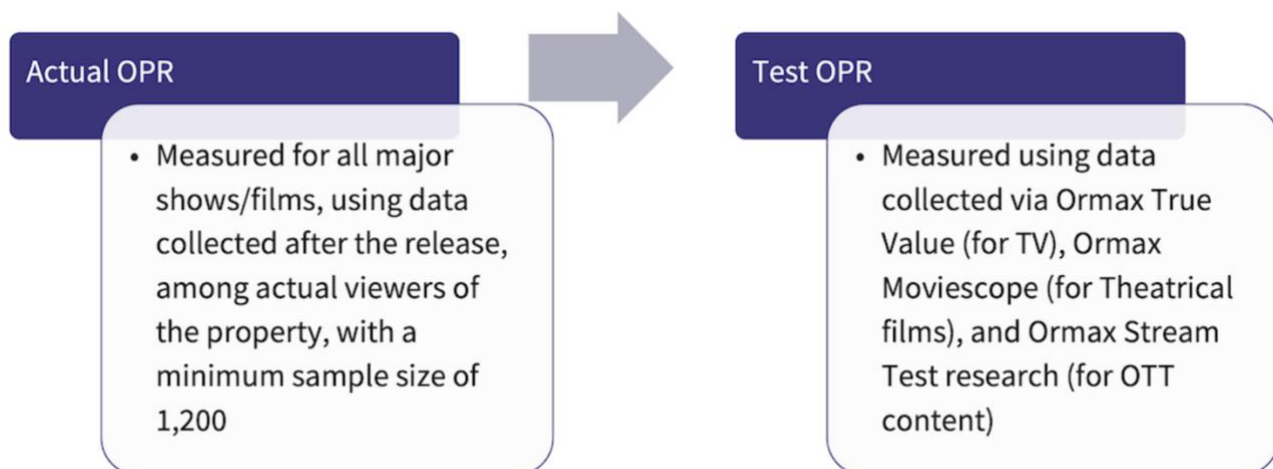 Actual OPR
• Measured for all major
shows/films, using data
collected after the release,
among actual viewers of
the property, with a
minimum sample size of
1,200
Test OPR
• Measured using data
collected via Ormax True
Value (for TV), Ormax
Moviescope (for Theatrical
films), and Ormax Stream
Test research (for OTT
content)